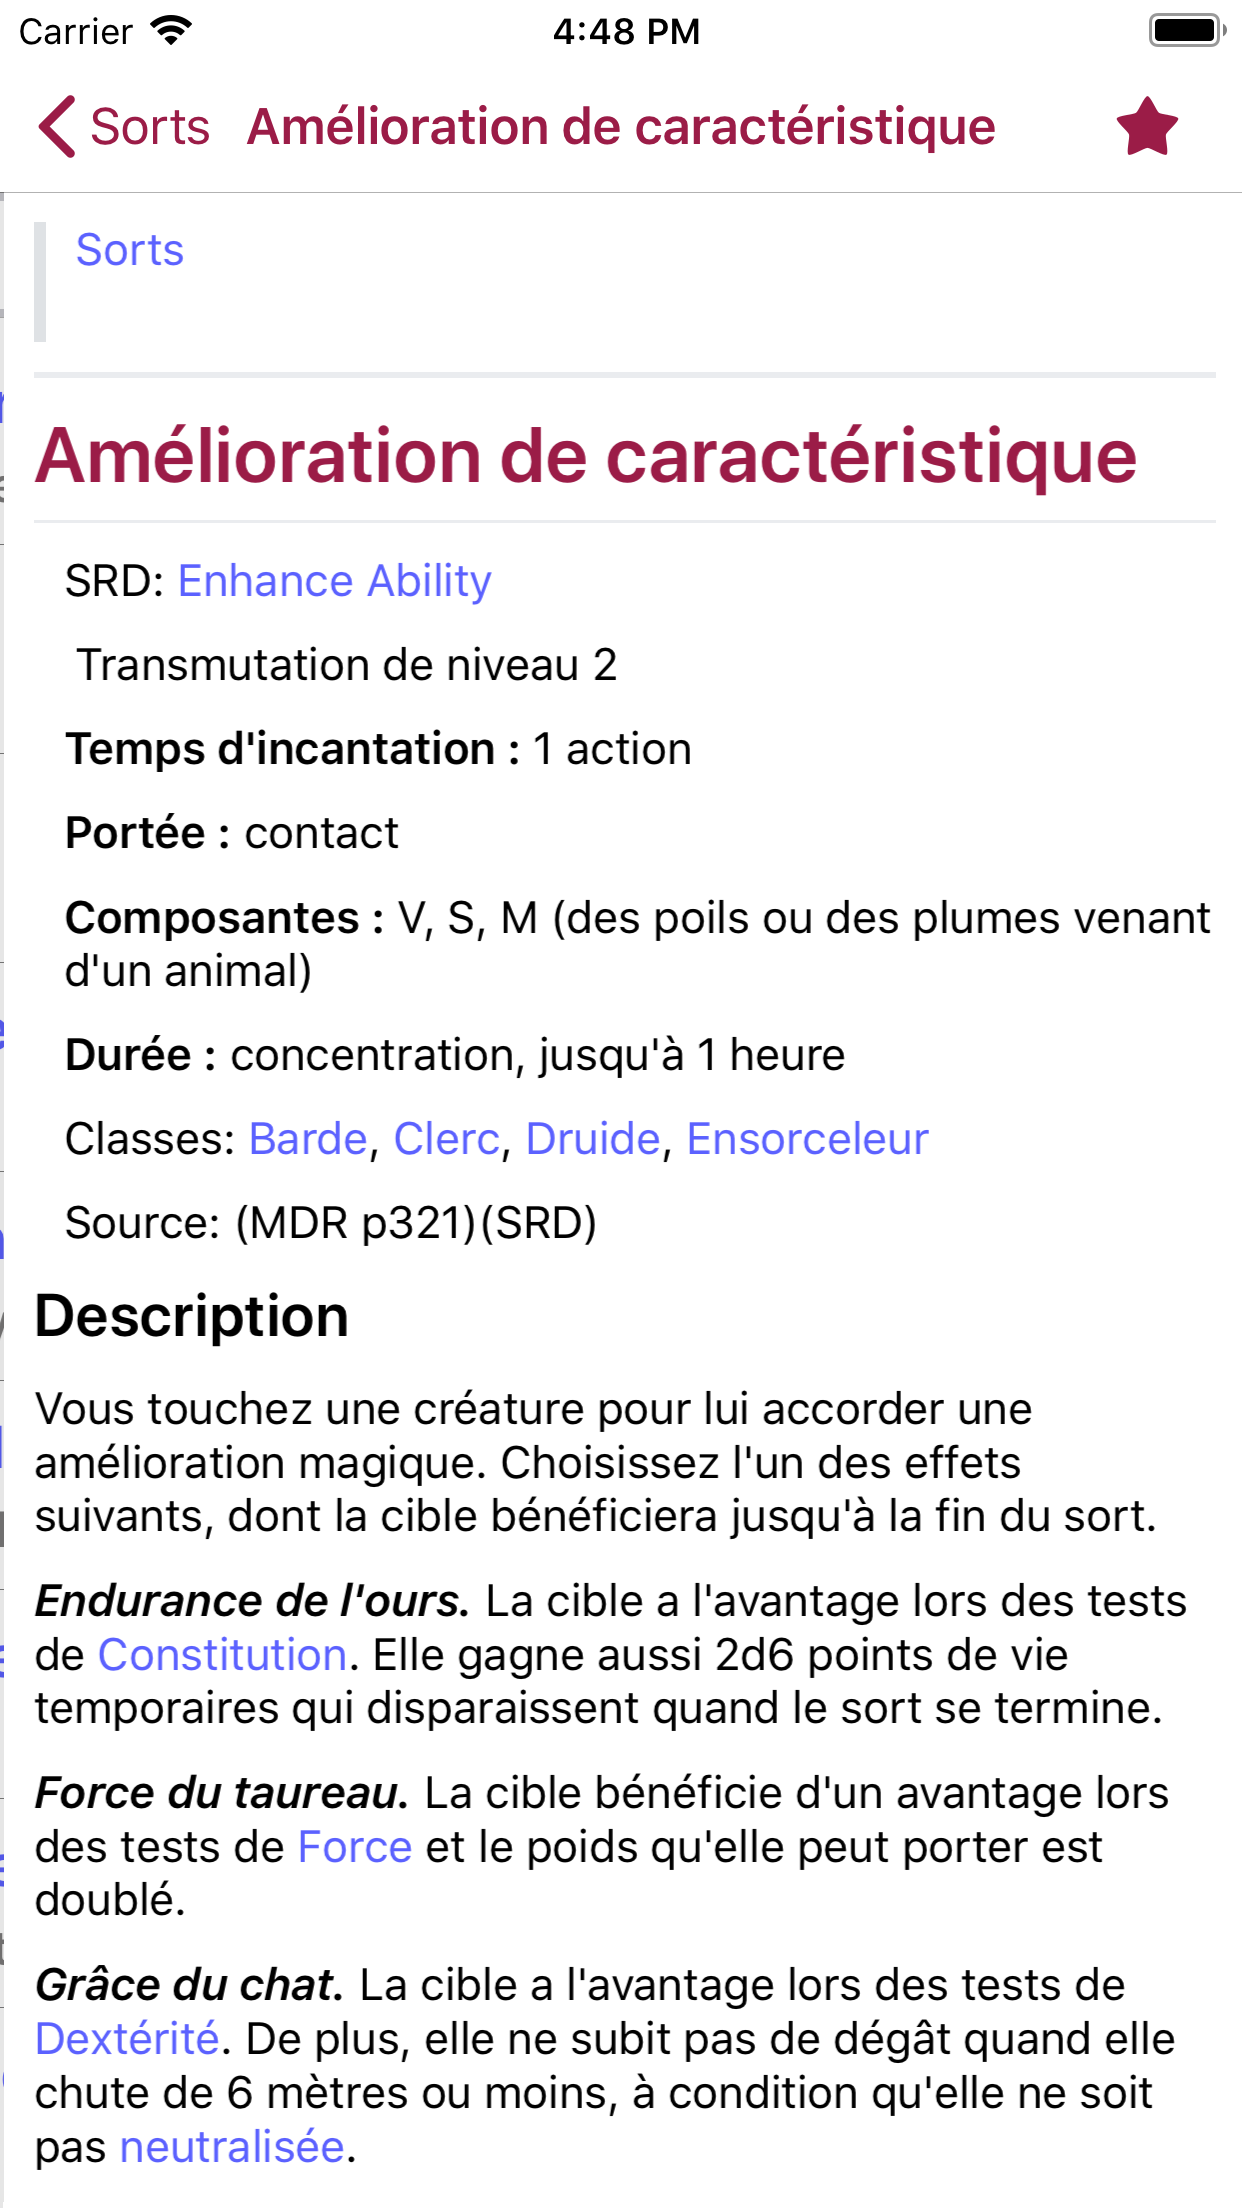 Carrier 4:48 PM
Sorts Amélioration de caractéristique
Sorts
Amélioration de caractéristique
SRD: Enhance Ability
Transmutation de niveau 2
Temps d'incantation : 1 action
Portée : contact
Composantes : V, S, M (des poils ou des plumes venant
d'un animal)
Durée : concentration, jusqu'à 1 heure
Classes: Barde, Clerc, Druide, Ensorceleur
Source: (MDR p321)(SRD)
Description
Vous touchez une créature pour lui accorder une
amélioration magique. Choisissez l'un des effets
suivants, dont la cible bénéficiera jusqu'à la fin du sort.
Endurance de l'ours. La cible a l'avantage lors des tests
de Constitution. Elle gagne aussi 2d6 points de vie
temporaires qui disparaissent quand le sort se termine.
Force du taureau. La cible bénéficie d'un avantage lors
des tests de Force et le poids qu'elle peut porter est
doublé.
Grâce du chat. La cible a l'avantage lors des tests de
Dextérité. De plus, elle ne subit pas de dégât quand elle
chute de 6 mètres ou moins, à condition qu'elle ne soit
pas neutralisée.